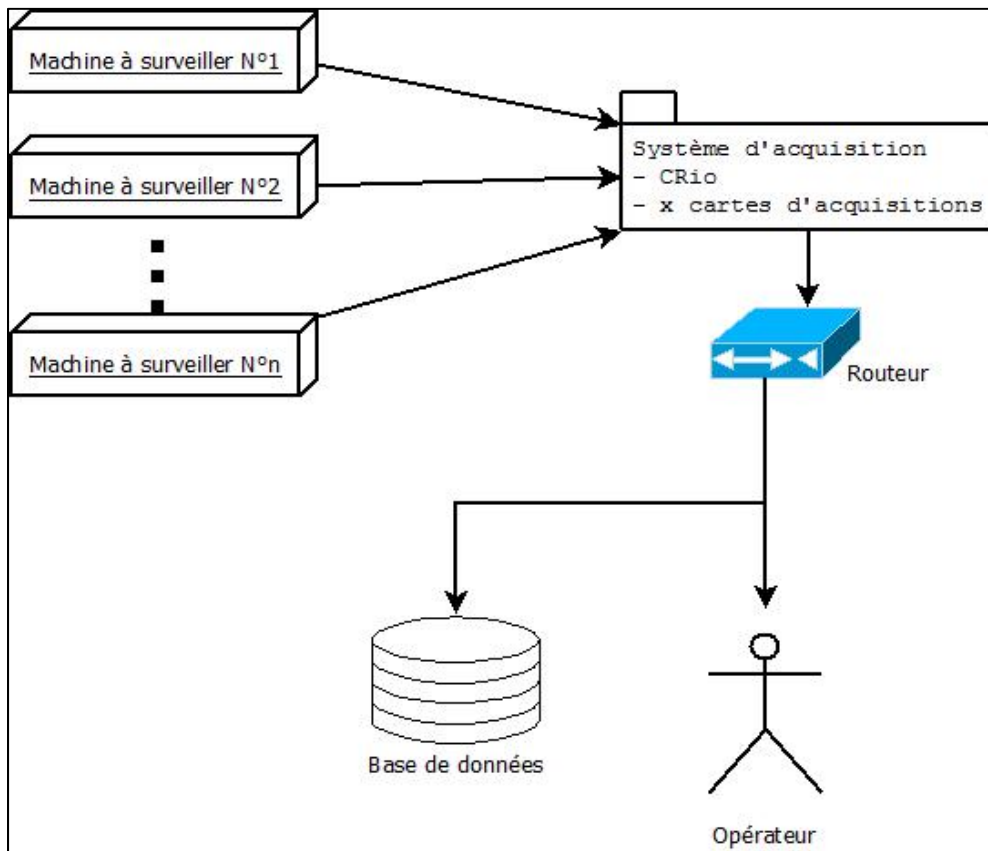 Machine à surveiller N°1
Machine à surveiller N°2
Machine à surveiller N°n
Système d'acquisition
- CRio
- x cartes d'acquisitions
Routeur
Base de données
Opérateur